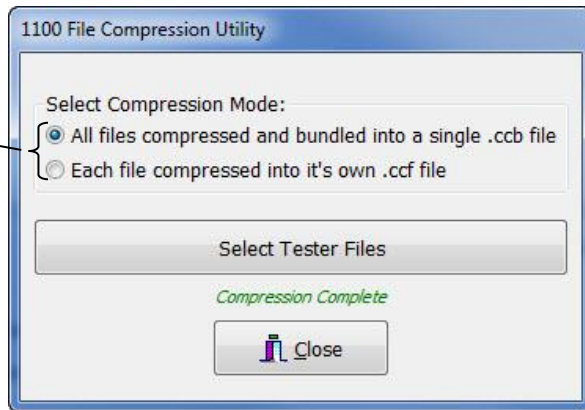 1100 File Compression Utility
Select Compression Mode:
All files compressed and bundled into a single .ccb file
Each file compressed into it's own .ccf file
Select Tester Files
Compression Complete
Close